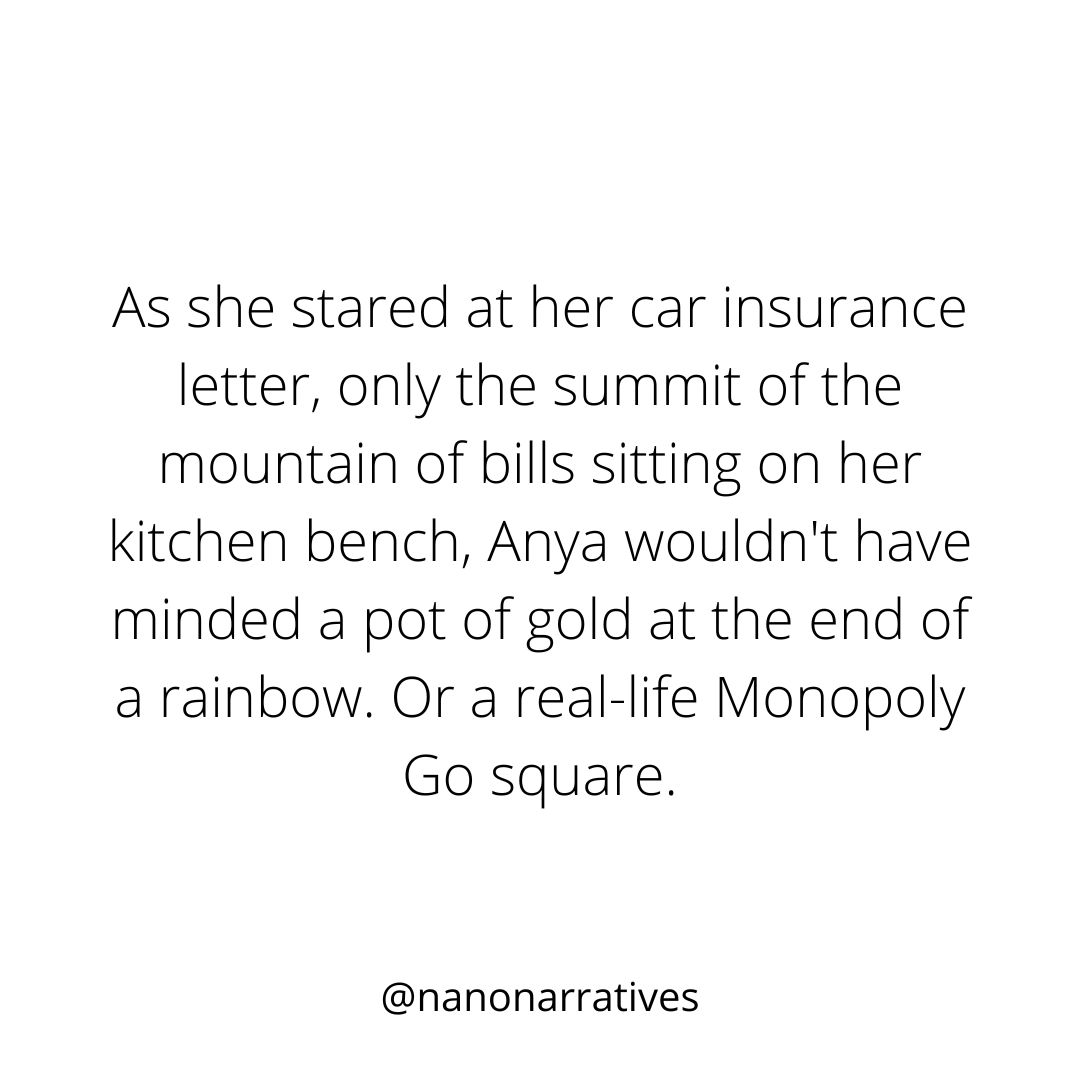 As she stared at her car insurance
letter, only the summit of the
mountain of bills sitting on her
kitchen bench, Anya wouldn't have
minded a pot of gold at the end of
a rainbow. Or a real-life Monopoly
Go square.
@nanonarratives